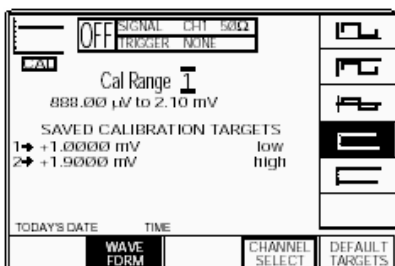 OFF SIGNAL CH1 50Ω
TRIGGER NONE
CAL
Cal Range 1
888.00 µV to 2.10 mV
SAVED CALIBRATION TARGETS
1➔ +1.0000 mV low
2➔ +1.9000 mV high
TODAY'S DATE TIME
WAVE FORM
CHANNEL SELECT
DEFAULT TARGETS